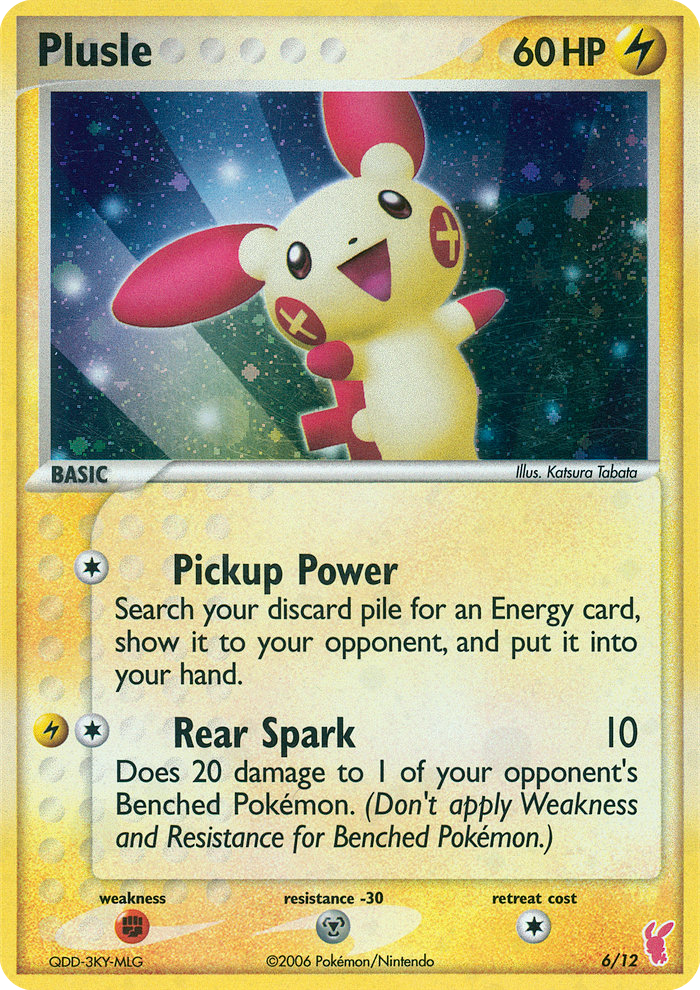 Plusle 60 HP
BASIC Illus. Katsura Tabata
Pickup Power
Search your discard pile for an Energy card,
show it to your opponent, and put it into
your hand.
Rear Spark 10
Does 20 damage to 1 of your opponent's
Benched Pokémon. (Don't apply Weakness
and Resistance for Benched Pokémon.)
weakness resistance -30 retreat cost
QDD-3KY-MLG ©2006 Pokémon/Nintendo 6/12